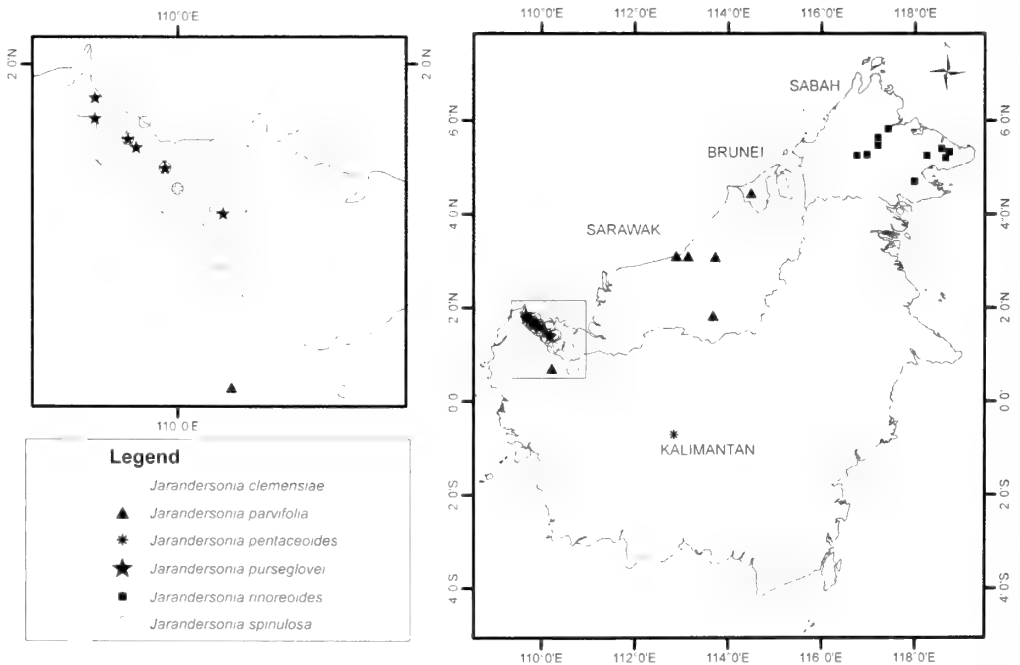 110°0'E
2°0'N
2°0'N
110°0'E
Legend
Jarandersonia clemensiae
Jarandersonia parvifolia
Jarandersonia pentaceoides
Jarandersonia purseglovei
Jarandersonia rinoreoides
Jarandersonia spinulosa
110°0'E 112°0'E 114°0'E 116°0'E 118°0'E
SABAH
6°0'N
6°0'N
BRUNEI
4°0'N
4°0'N
SARAWAK
2°0'N
2°0'N
0°0'
0°0'
KALIMANTAN
2°0'S
2°0'S
4°0'S
4°0'S
110°0'E 112°0'E 114°0'E 116°0'E 118°0'E